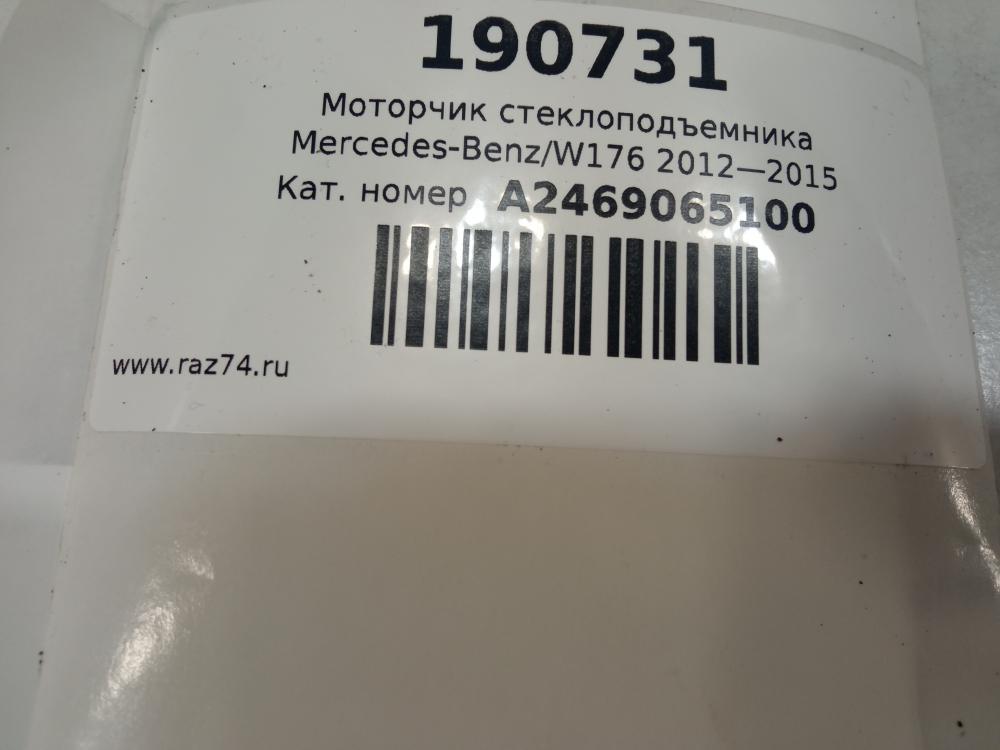 190731
Моторчик стеклоподъемника
Mercedes-Benz/W176 2012—2015
Кат. номер A2469065100
www.raz74.ru